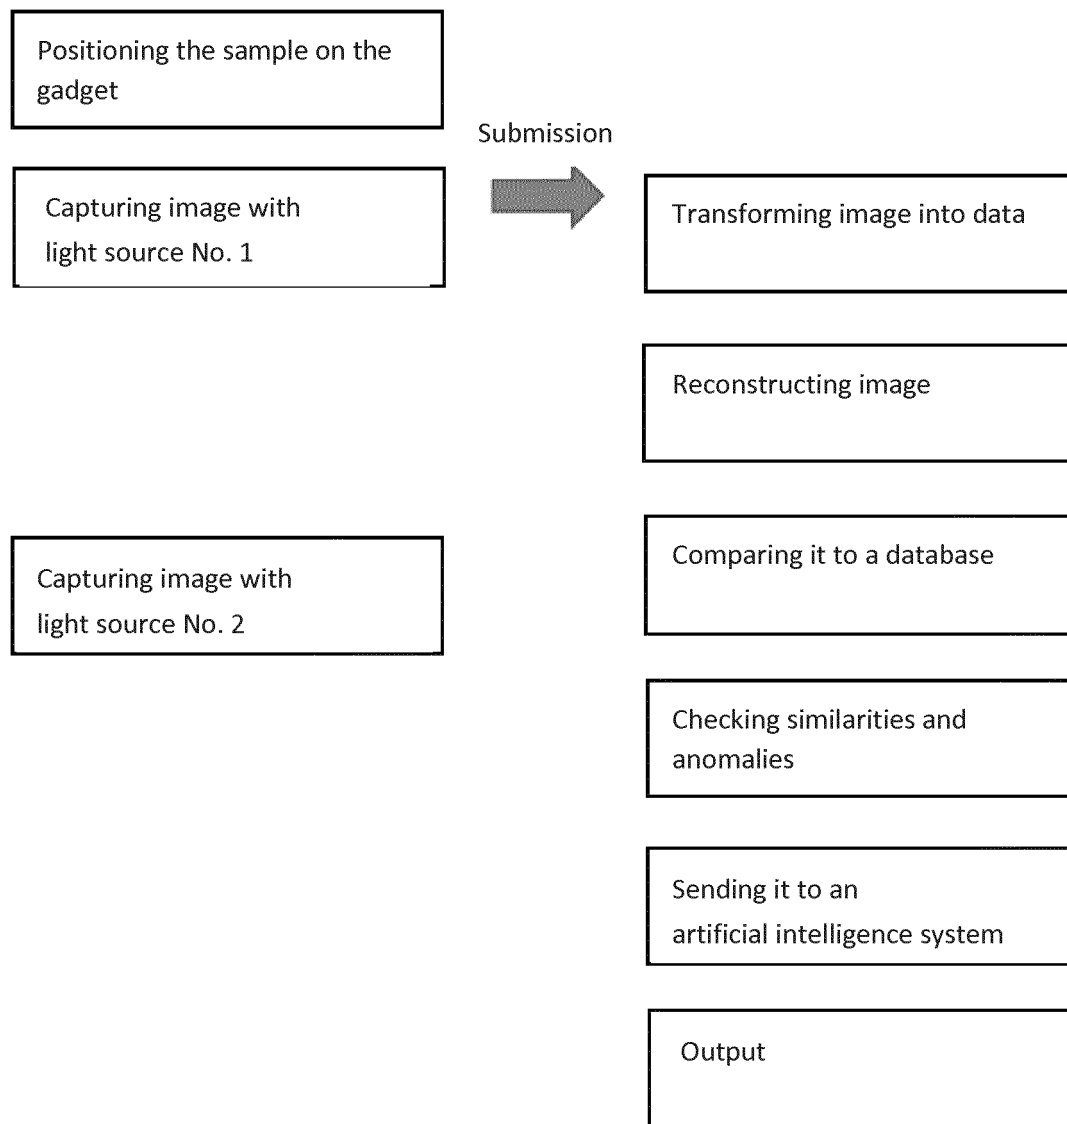 Positioning the sample on the
gadget
Submission
Capturing image with
light source No. 1
Transforming image into data
Reconstructing image
Capturing image with
light source No. 2
Comparing it to a database
Checking similarities and
anomalies
Sending it to an
artificial intelligence system
Output